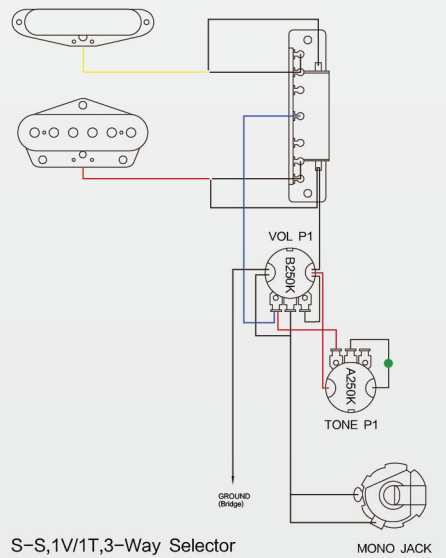 VOL P1
B250K
A250K
TONE P1
GROUND
(Bridge)
S-S,1V/1T,3-Way Selector
MONO JACK